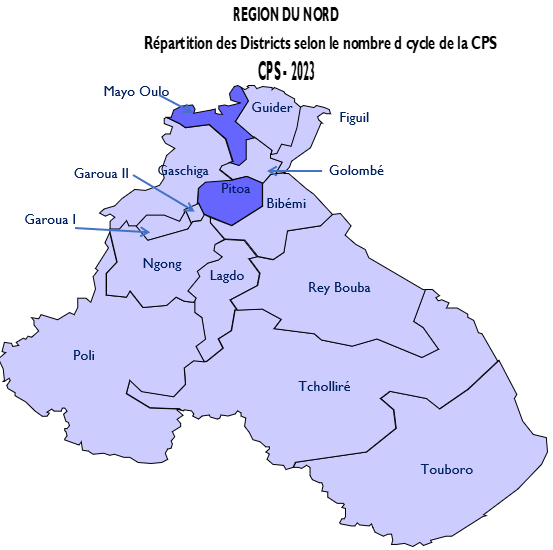 REGION DU NORD
Répartition des Districts selon le nombre d cycle de la CPS
CPS - 2023
Mayo Oulo
Guider
Figuil
Gaschiga
Golombé
Garoua II
Pitoa
Bibémi
Garoua I
Ngong
Lagdo
Rey Bouba
Poli
Tcholliré
Touboro